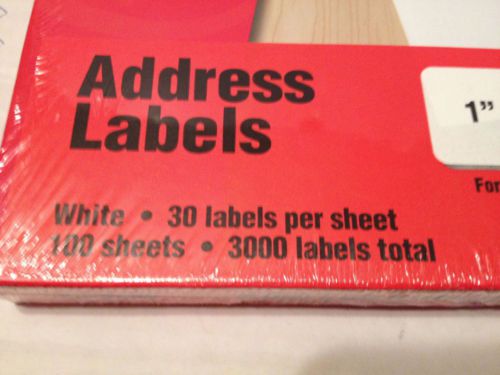 Address
Labels
1”
For
White • 30 labels per sheet
100 sheets • 3000 labels total